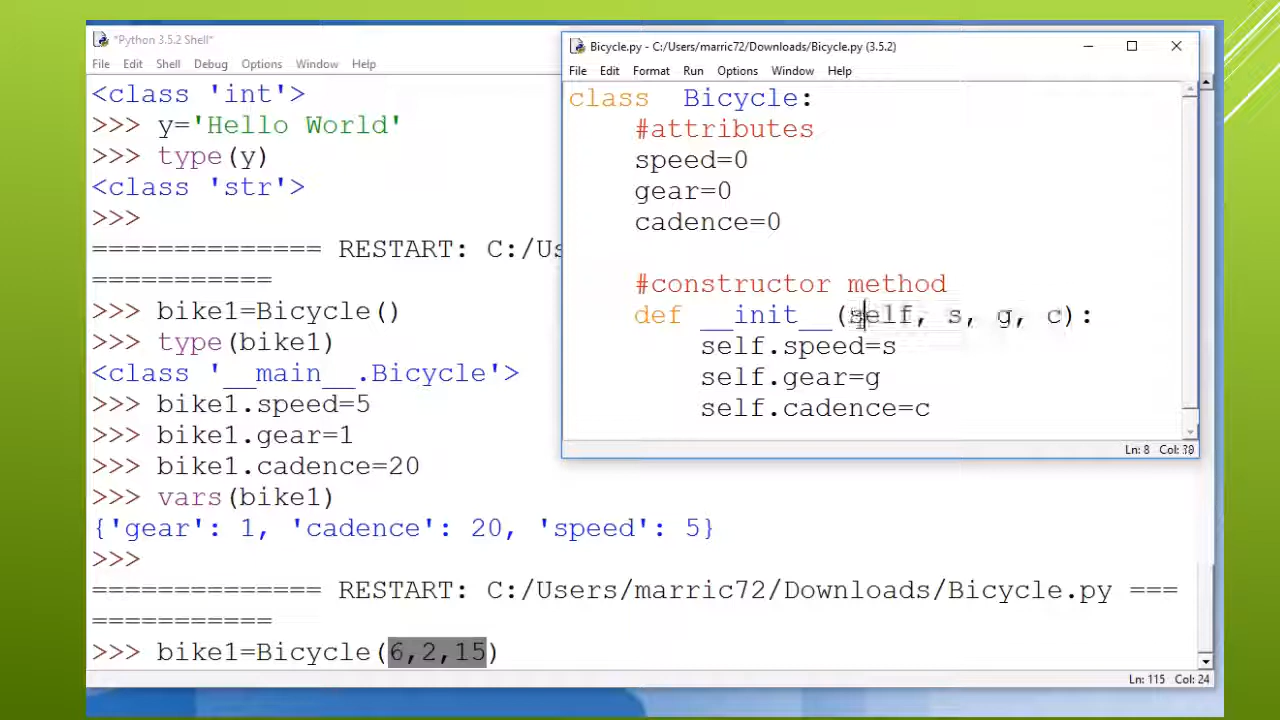 *Python 3.5.2 Shell*
File Edit Shell Debug Options Window Help
<class 'int'>
>>> y='Hello World'
>>> type(y)
<class 'str'>
>>>
============== RESTART: C:/Us
===========
>>> bike1=Bicycle()
>>> type(bike1)
<class '__main__.Bicycle'>
>>> bike1.speed=5
>>> bike1.gear=1
>>> bike1.cadence=20
>>> vars(bike1)
{'gear': 1, 'cadence': 20, 'speed': 5}
>>>
============== RESTART: C:/Users/marric72/Downloads/Bicycle.py ===
===========
>>> bike1=Bicycle(6,2,15)
Ln: 115 Col: 24
Bicycle.py - C:/Users/marric72/Downloads/Bicycle.py (3.5.2)
File Edit Format Run Options Window Help
class  Bicycle:
    #attributes
    speed=0
    gear=0
    cadence=0
    #constructor method
    def __init__(self, s, g, c):
        self.speed=s
        self.gear=g
        self.cadence=c
Ln: 8 Col: